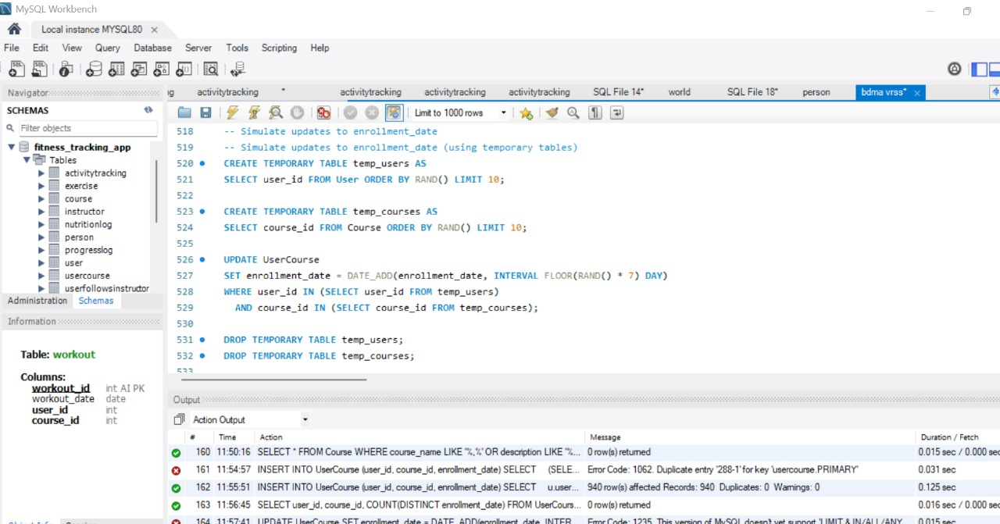 MySQL Workbench
Local instance MYSQL80
File Edit View Query Database Server Tools Scripting Help
Navigator
SCHEMAS
Filter objects
fitness_tracking_app
Tables
activitytracking
exercise
course
instructor
nutritionlog
person
progresslog
user
usercourse
userfollowsinstructor
Administration Schemas
Information
Table: workout
Columns:
workout_id int AI PK
workout_date date
user_id int
course_id int
activitytracking * activitytracking activitytracking activitytracking SQL File 14* world SQL File 18* person bdma vrss*
Limit to 1000 rows
518 -- Simulate updates to enrollment_date
519 -- Simulate updates to enrollment_date (using temporary tables)
520 CREATE TEMPORARY TABLE temp_users AS
521 SELECT user_id FROM User ORDER BY RAND() LIMIT 10;
522
523 CREATE TEMPORARY TABLE temp_courses AS
524 SELECT course_id FROM Course ORDER BY RAND() LIMIT 10;
525
526 UPDATE UserCourse
527 SET enrollment_date = DATE_ADD(enrollment_date, INTERVAL FLOOR(RAND() * 7) DAY)
528 WHERE user_id IN (SELECT user_id FROM temp_users)
529 AND course_id IN (SELECT course_id FROM temp_courses);
530
531 DROP TEMPORARY TABLE temp_users;
532 DROP TEMPORARY TABLE temp_courses;
533
Output
Action Output
# Time Action Message Duration / Fetch
160 11:50:16 SELECT * FROM Course WHERE course_name LIKE '%,%' OR description LIKE '%... 0 row(s) returned 0.015 sec / 0.000 sec
161 11:54:57 INSERT INTO UserCourse (user_id, course_id, enrollment_date) SELECT (SELE... Error Code: 1062. Duplicate entry '288-1' for key 'usercourse.PRIMARY' 0.031 sec
162 11:55:51 INSERT INTO UserCourse (user_id, course_id, enrollment_date) SELECT u.user... 940 row(s) affected Records: 940 Duplicates: 0 Warnings: 0 0.125 sec
163 11:56:45 SELECT user_id, course_id, COUNT(DISTINCT enrollment_date) FROM UserCours... 0 row(s) returned 0.016 sec / 0.000 sec
164 11:57:41 UPDATE UserCourse SET enrollment_date = DATE_ADD(enrollment_date, INTER... Error Code: 1235. This version of MySQL doesn't yet support 'LIMIT & IN/ALL/ANY 0.015 sec